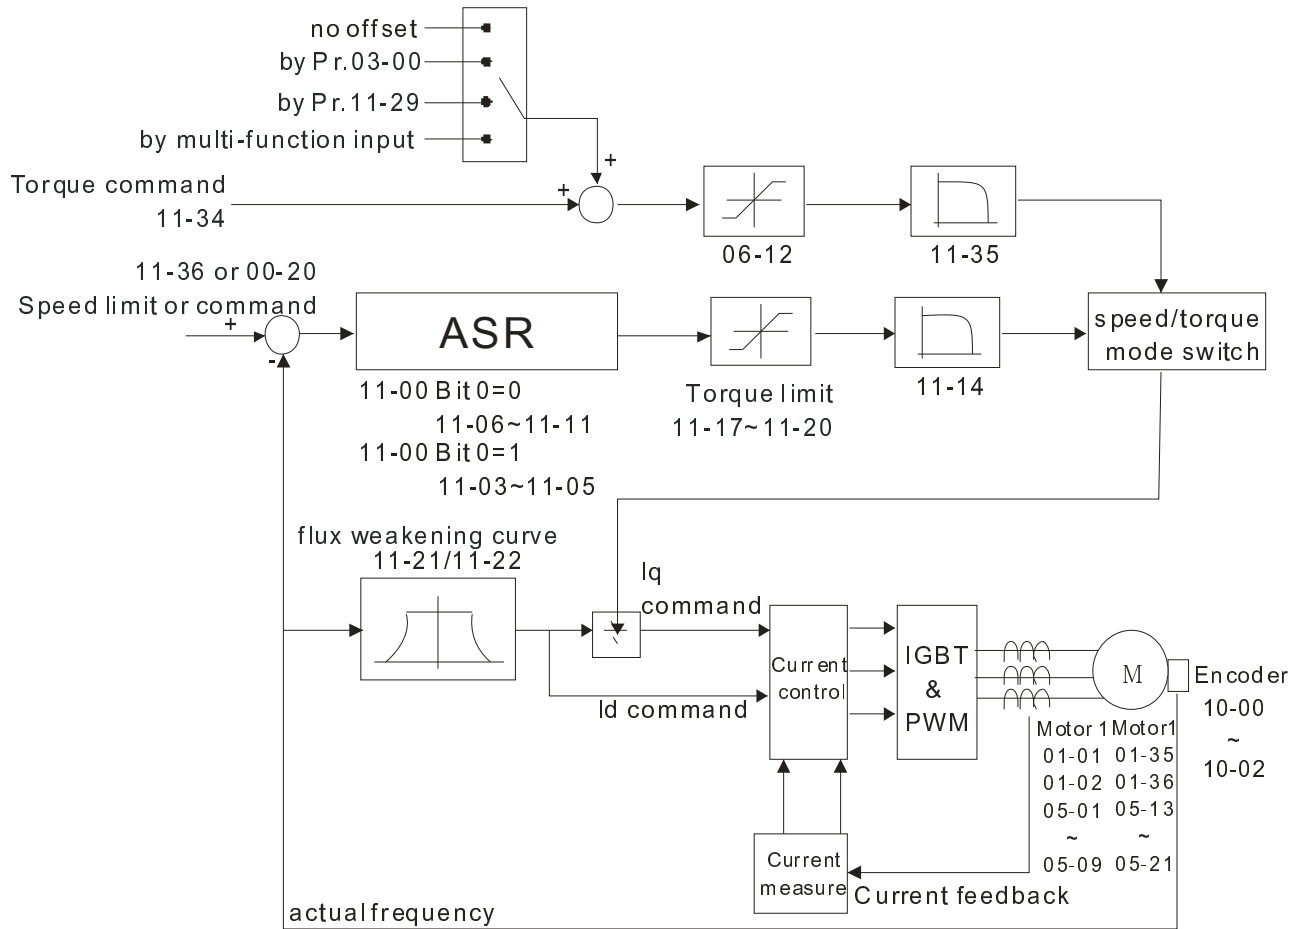 no offset
by Pr.03-00
by Pr.11-29
by multi-function input
+
Torque command
+
11-34
06-12
11-35
11-36 or 00-20
Speed limit or command
+
-
ASR
speed/torque
mode switch
11-00 Bit 0=0
11-06~11-11
11-00 Bit 0=1
11-03~11-05
Torque limit
11-17~11-20
11-14
flux weakening curve
11-21/11-22
Iq
command
Id command
Current
control
IGBT
&
PWM
M
Encoder
10-00
~
10-02
Motor 1 Motor1
01-01 01-35
01-02 01-36
05-01 05-13
~ ~
05-09 05-21
Current
measure
Current feedback
actual frequency